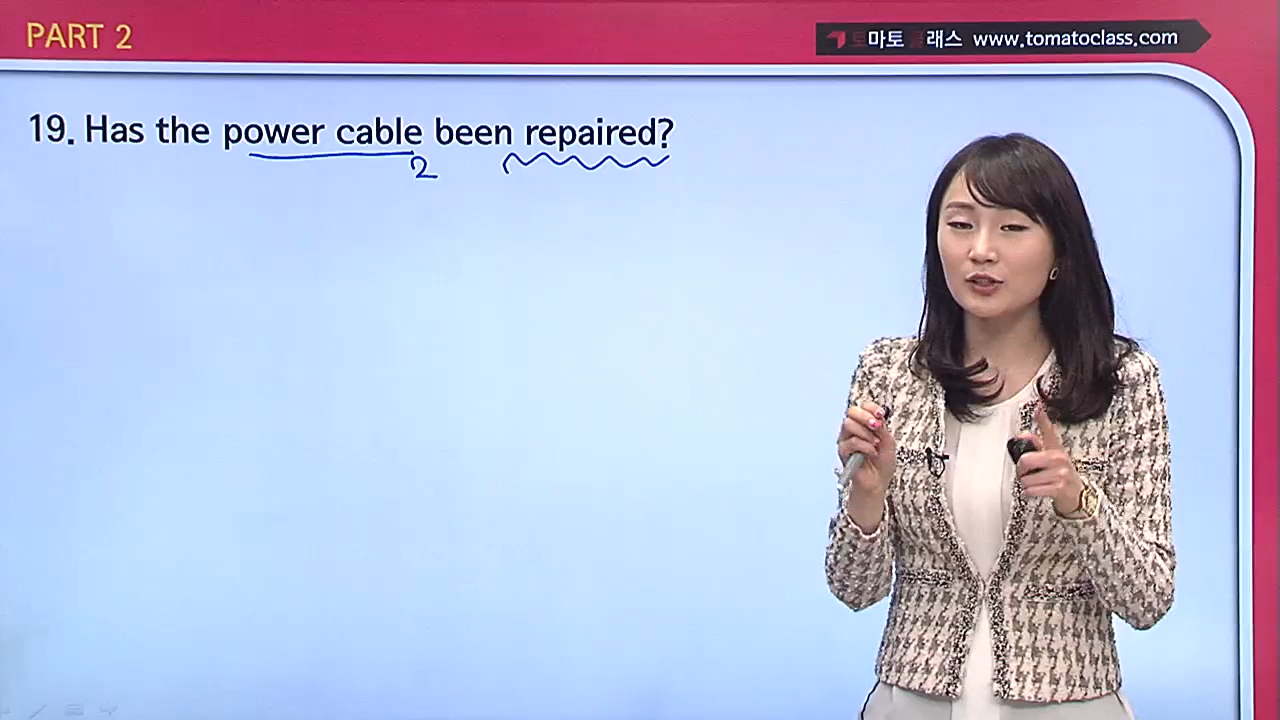 PART 2
토마토클래스 www.tomatoclass.com
19. Has the power cable been repaired?
2